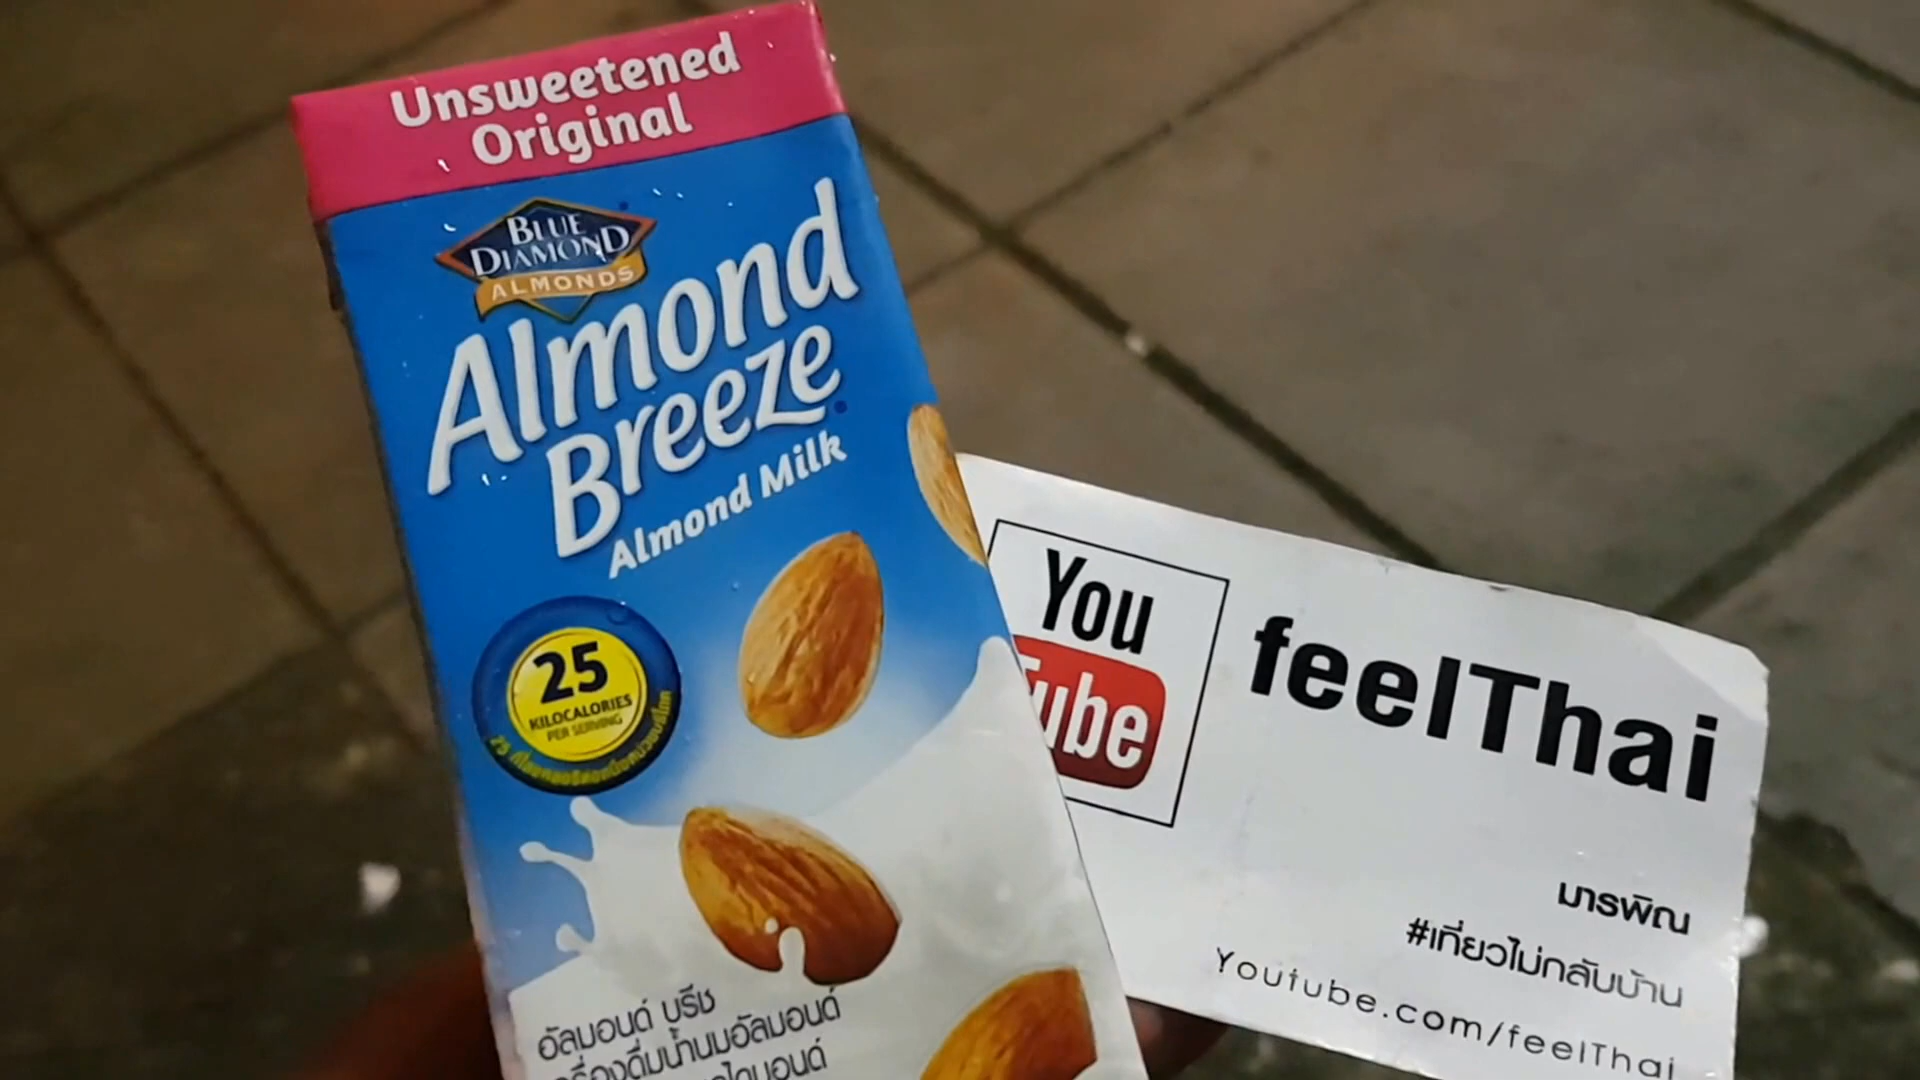 Unsweetened
Original
BLUE
DIAMOND
ALMONDS
Almond
Breeze
Almond Milk
25
KILOCALORIES
PER SERVING
อัลมอนด์ บรีช
You
Tube
feelThai
มารพิณ
#เที่ยวไม่กลับบ้าน
Youtube.com/feelThai